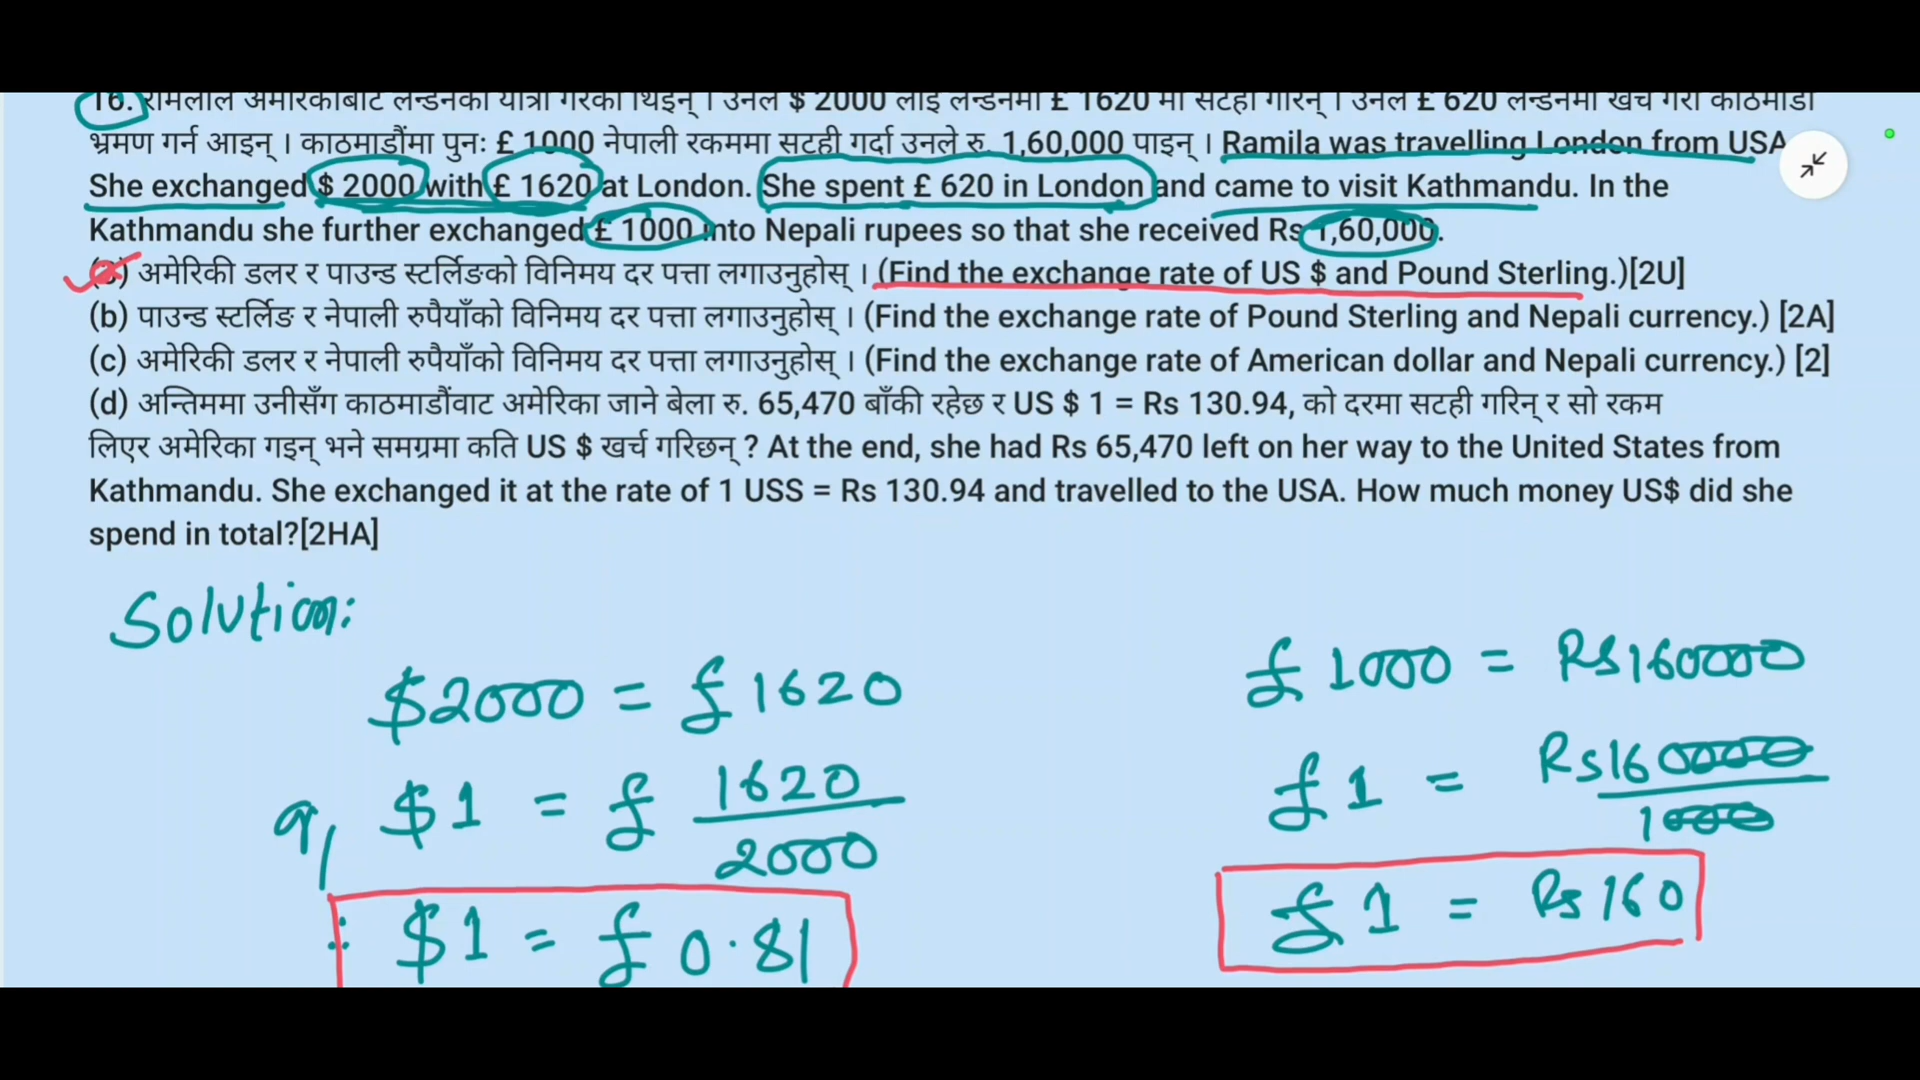 16. रामिलाले अमेरिकाबाट लन्डनको यात्रा गरेकी थिइन् । उनले $ 2000 लाई लन्डनमा £ 1620 मा सटही गरिन् । उनले £ 620 लन्डनमा खर्च गरी काठमाडौं
भ्रमण गर्न आइन् । काठमाडौंमा पुनः £ 1000 नेपाली रकममा सटही गर्दा उनले रु. 1,60,000 पाइन् । Ramila was travelling London from USA
She exchanged $ 2000 with £ 1620 at London. She spent £ 620 in London and came to visit Kathmandu. In the
Kathmandu she further exchanged £ 1000 into Nepali rupees so that she received Rs 1,60,000.
(a) अमेरिकी डलर र पाउन्ड स्टर्लिङको विनिमय दर पत्ता लगाउनुहोस् । (Find the exchange rate of US $ and Pound Sterling.)[2U]
(b) पाउन्ड स्टर्लिङ र नेपाली रुपैयाँको विनिमय दर पत्ता लगाउनुहोस् । (Find the exchange rate of Pound Sterling and Nepali currency.) [2A]
(c) अमेरिकी डलर र नेपाली रुपैयाँको विनिमय दर पत्ता लगाउनुहोस् । (Find the exchange rate of American dollar and Nepali currency.) [2]
(d) अन्तिममा उनीसँग काठमाडौंवाट अमेरिका जाने बेला रु. 65,470 बाँकी रहेछ र US $ 1 = Rs 130.94, को दरमा सटही गरिन् र सो रकम
लिएर अमेरिका गइन् भने समग्रमा कति US $ खर्च गरिछन् ? At the end, she had Rs 65,470 left on her way to the United States from
Kathmandu. She exchanged it at the rate of 1 USS = Rs 130.94 and travelled to the USA. How much money US$ did she
spend in total?[2HA]
Solution:
$2000 = £ 1620
$1 = £ 1620/2000
∴ $1 = £ 0.81
£ 1000 = Rs 160000
£ 1 = Rs 160000/1000
£ 1 = Rs 160